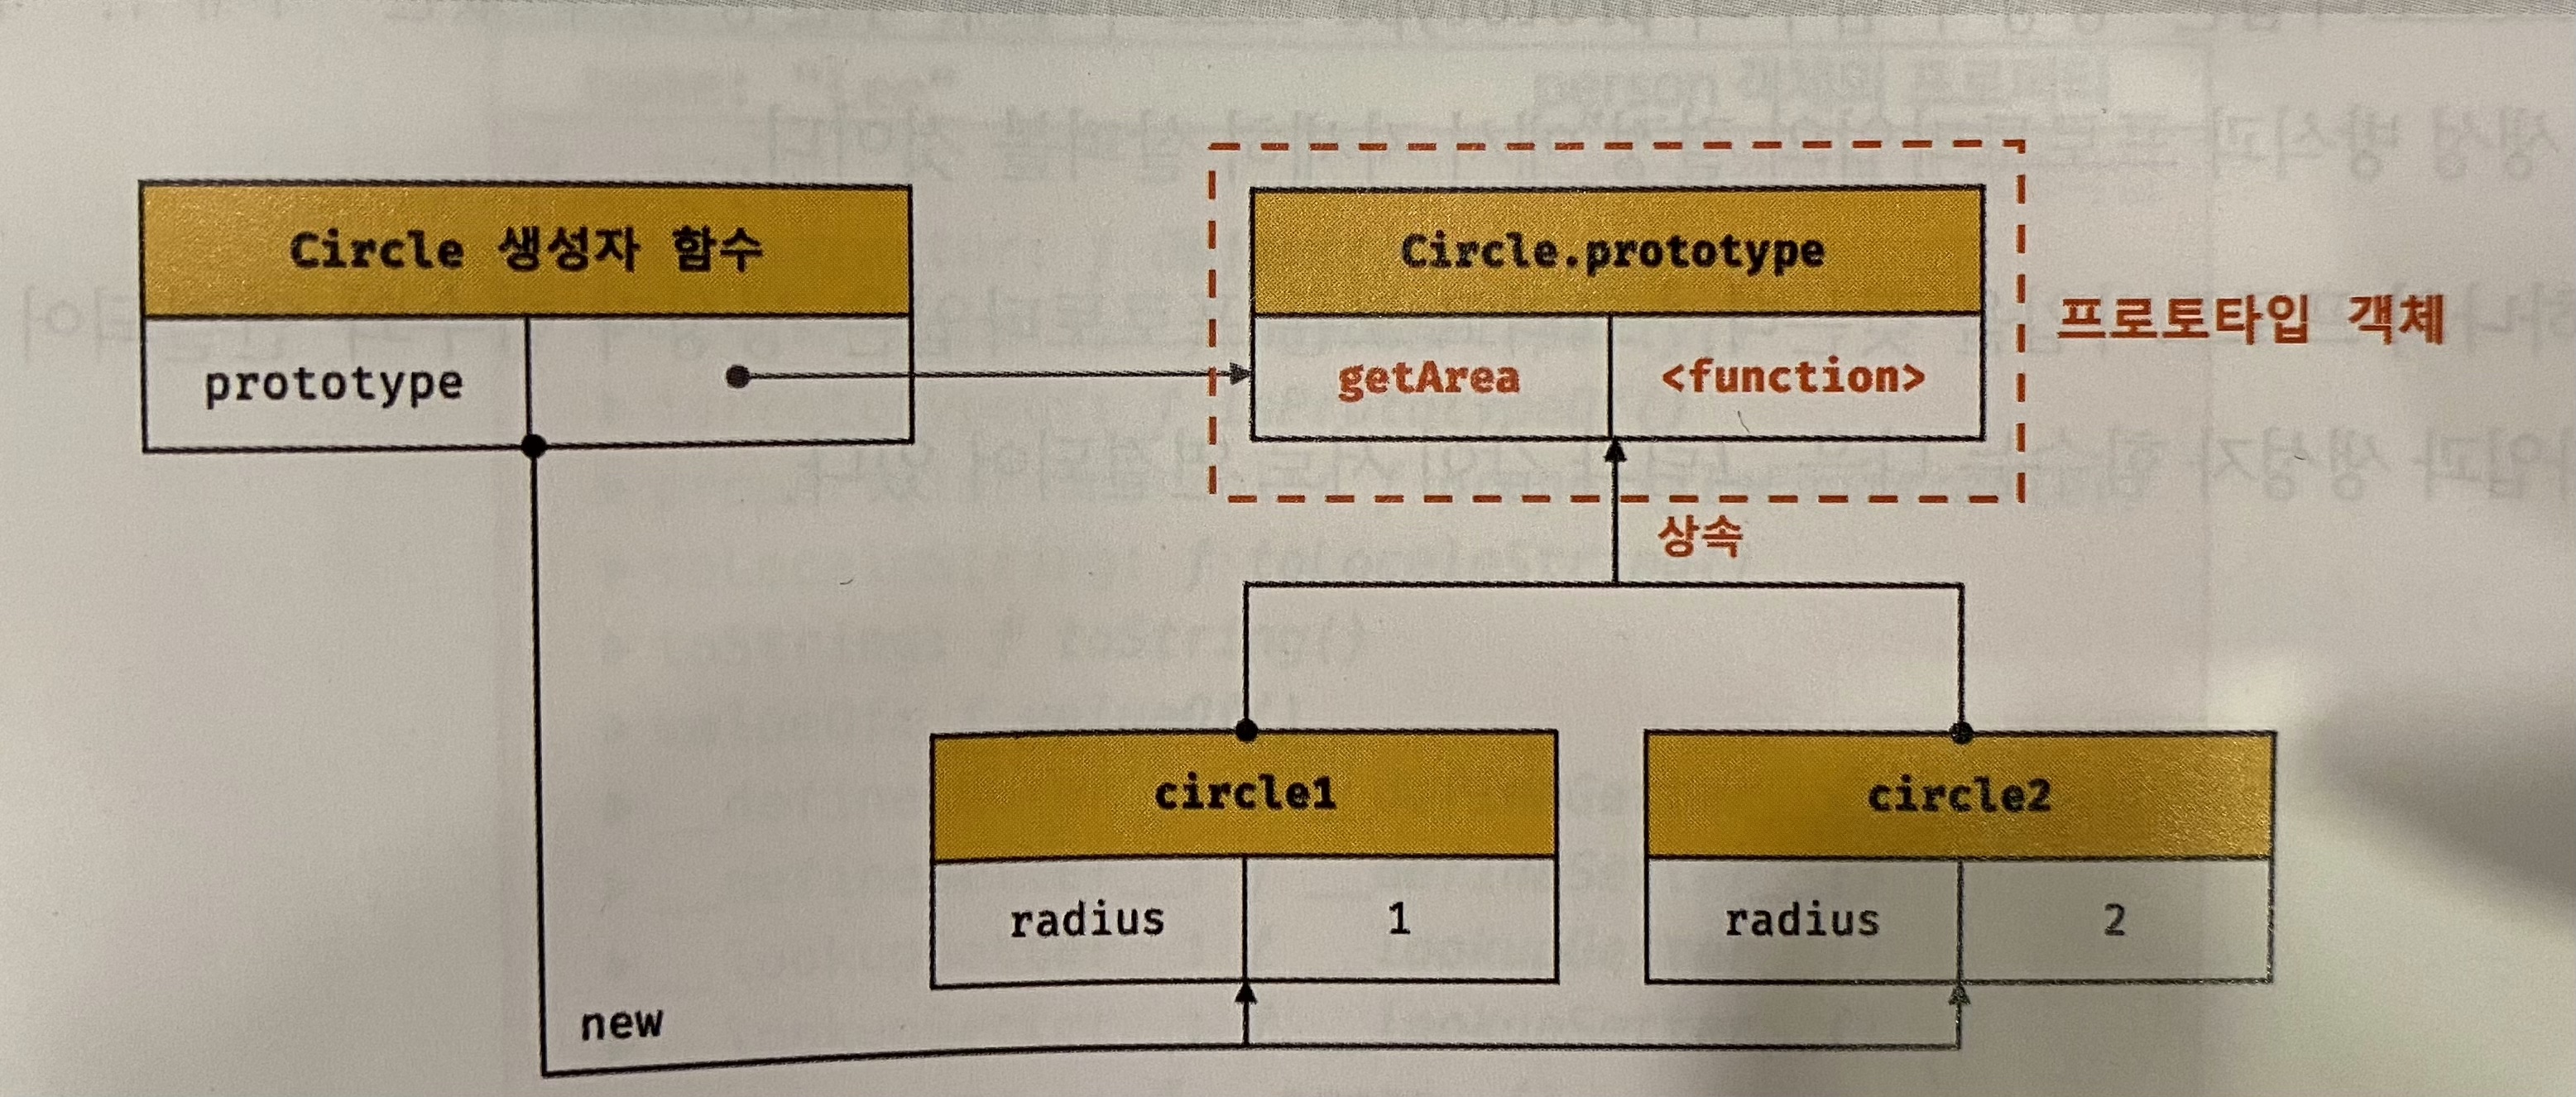 Circle 생성자 함수
prototype
Circle.prototype
getArea <function>
프로토타입 객체
상속
circle1
radius 1
circle2
radius 2
new